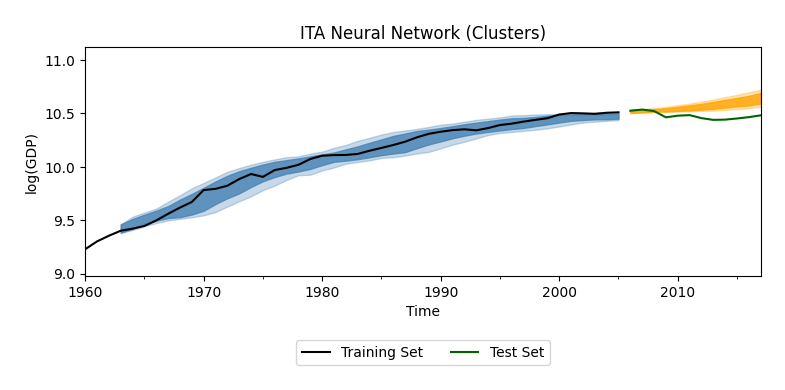 ITA Neural Network (Clusters)
11.0
10.5
10.0
9.5
9.0
log(GDP)
1960 1970 1980 1990 2000 2010
Time
Training Set Test Set